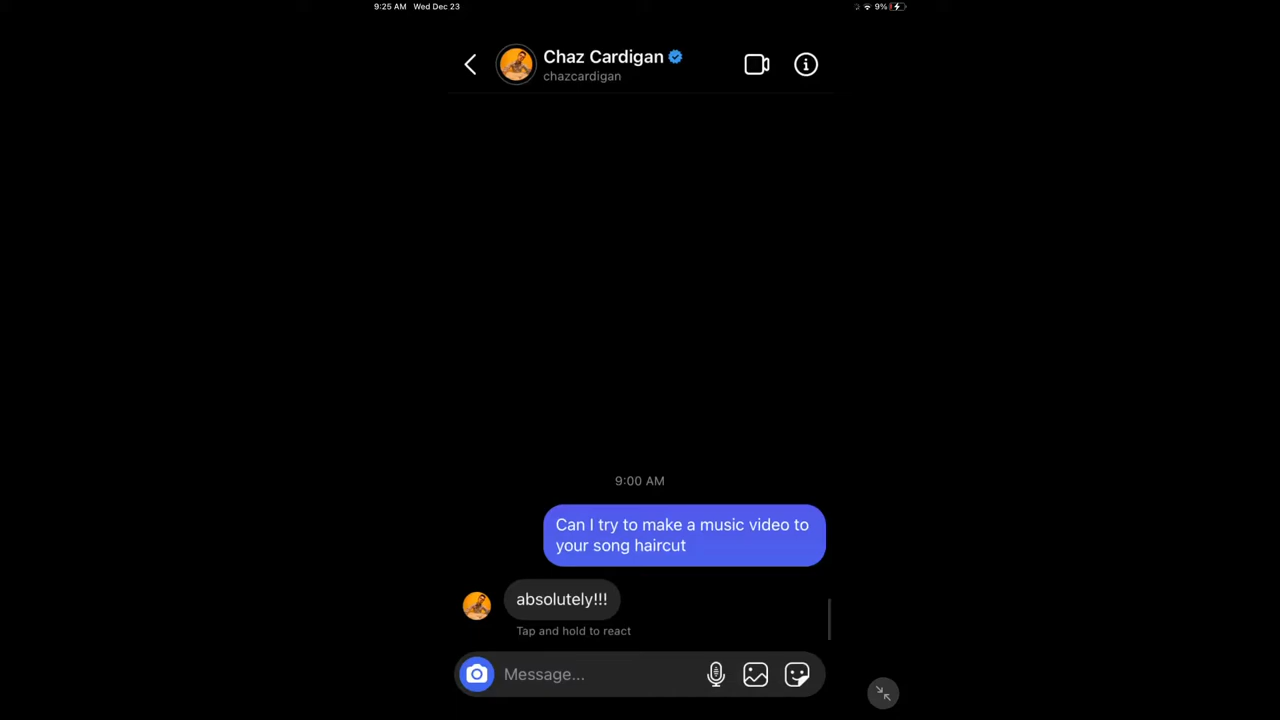 9:25 AM Wed Dec 23
9%
Chaz Cardigan
chazcardigan
9:00 AM
Can I try to make a music video to
your song haircut
absolutely!!!
Tap and hold to react
Message...